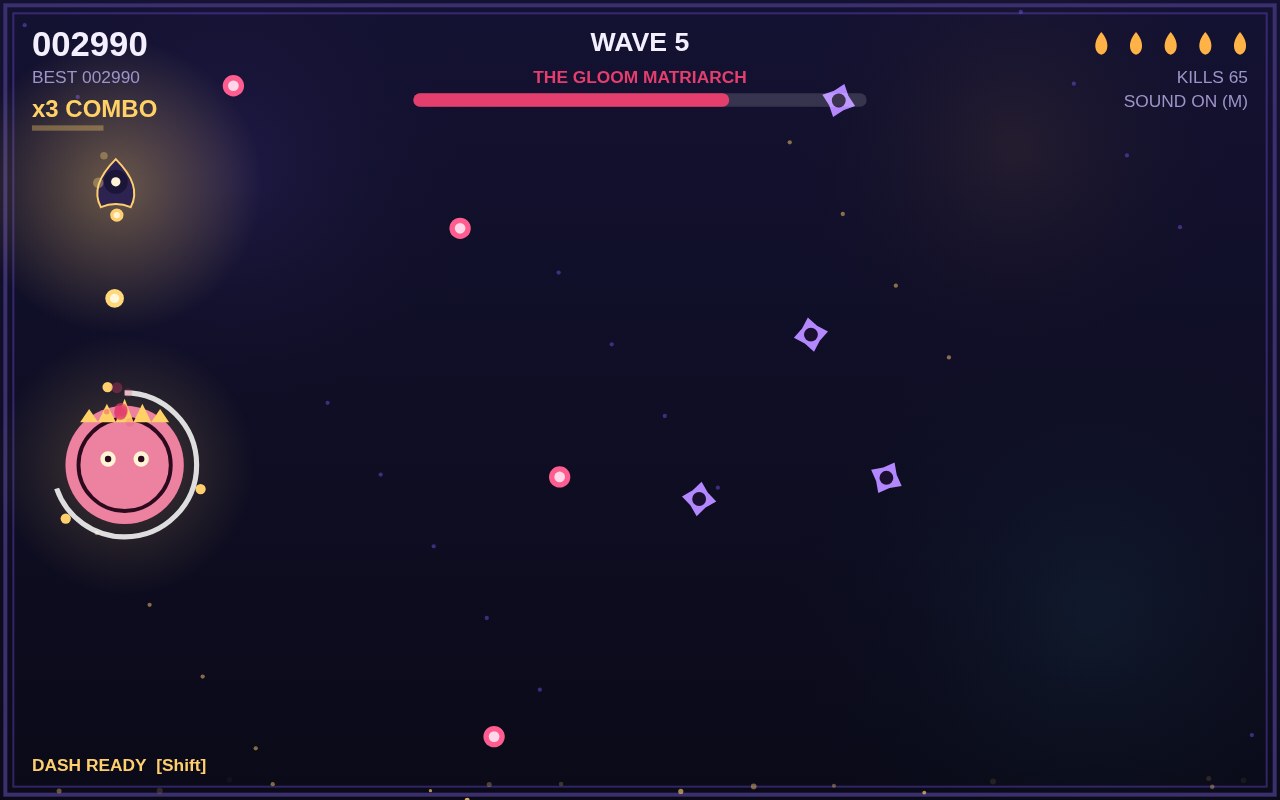 002990
BEST 002990
x3 COMBO
WAVE 5
THE GLOOM MATRIARCH
KILLS 65
SOUND ON (M)
DASH READY [Shift]